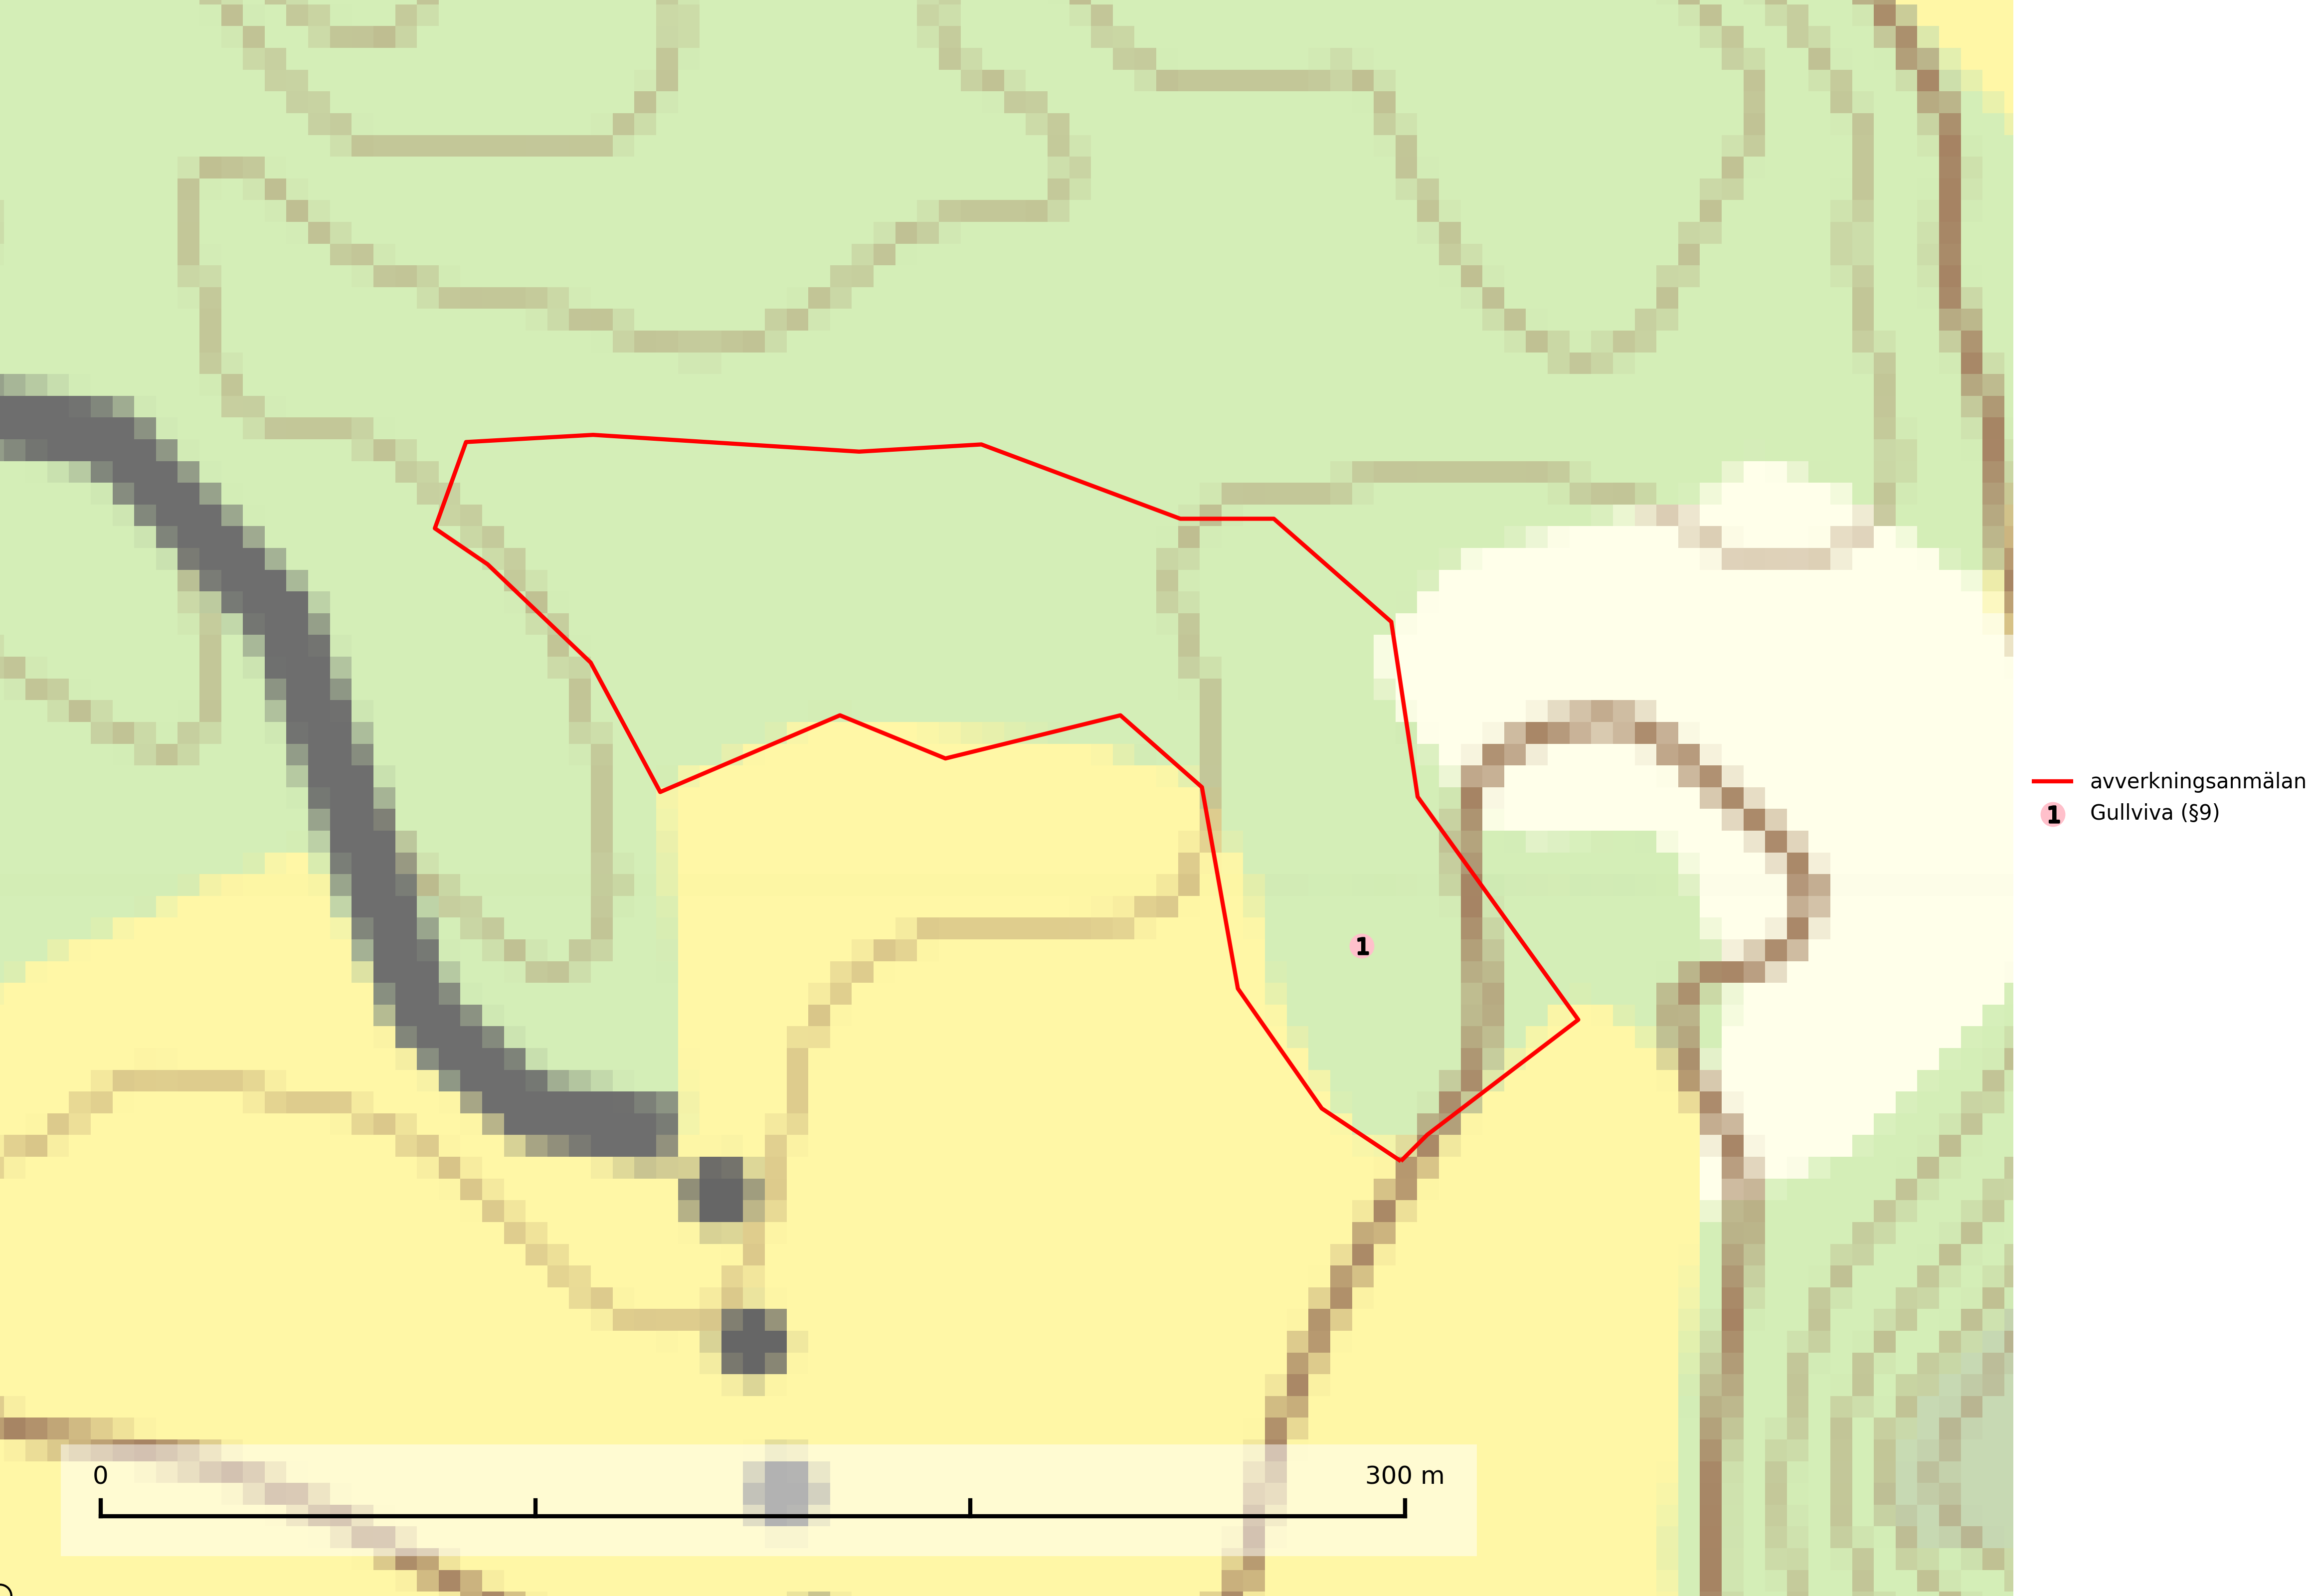 avverkningsanmälan
1 Gullviva (§9)
1
0 300 m